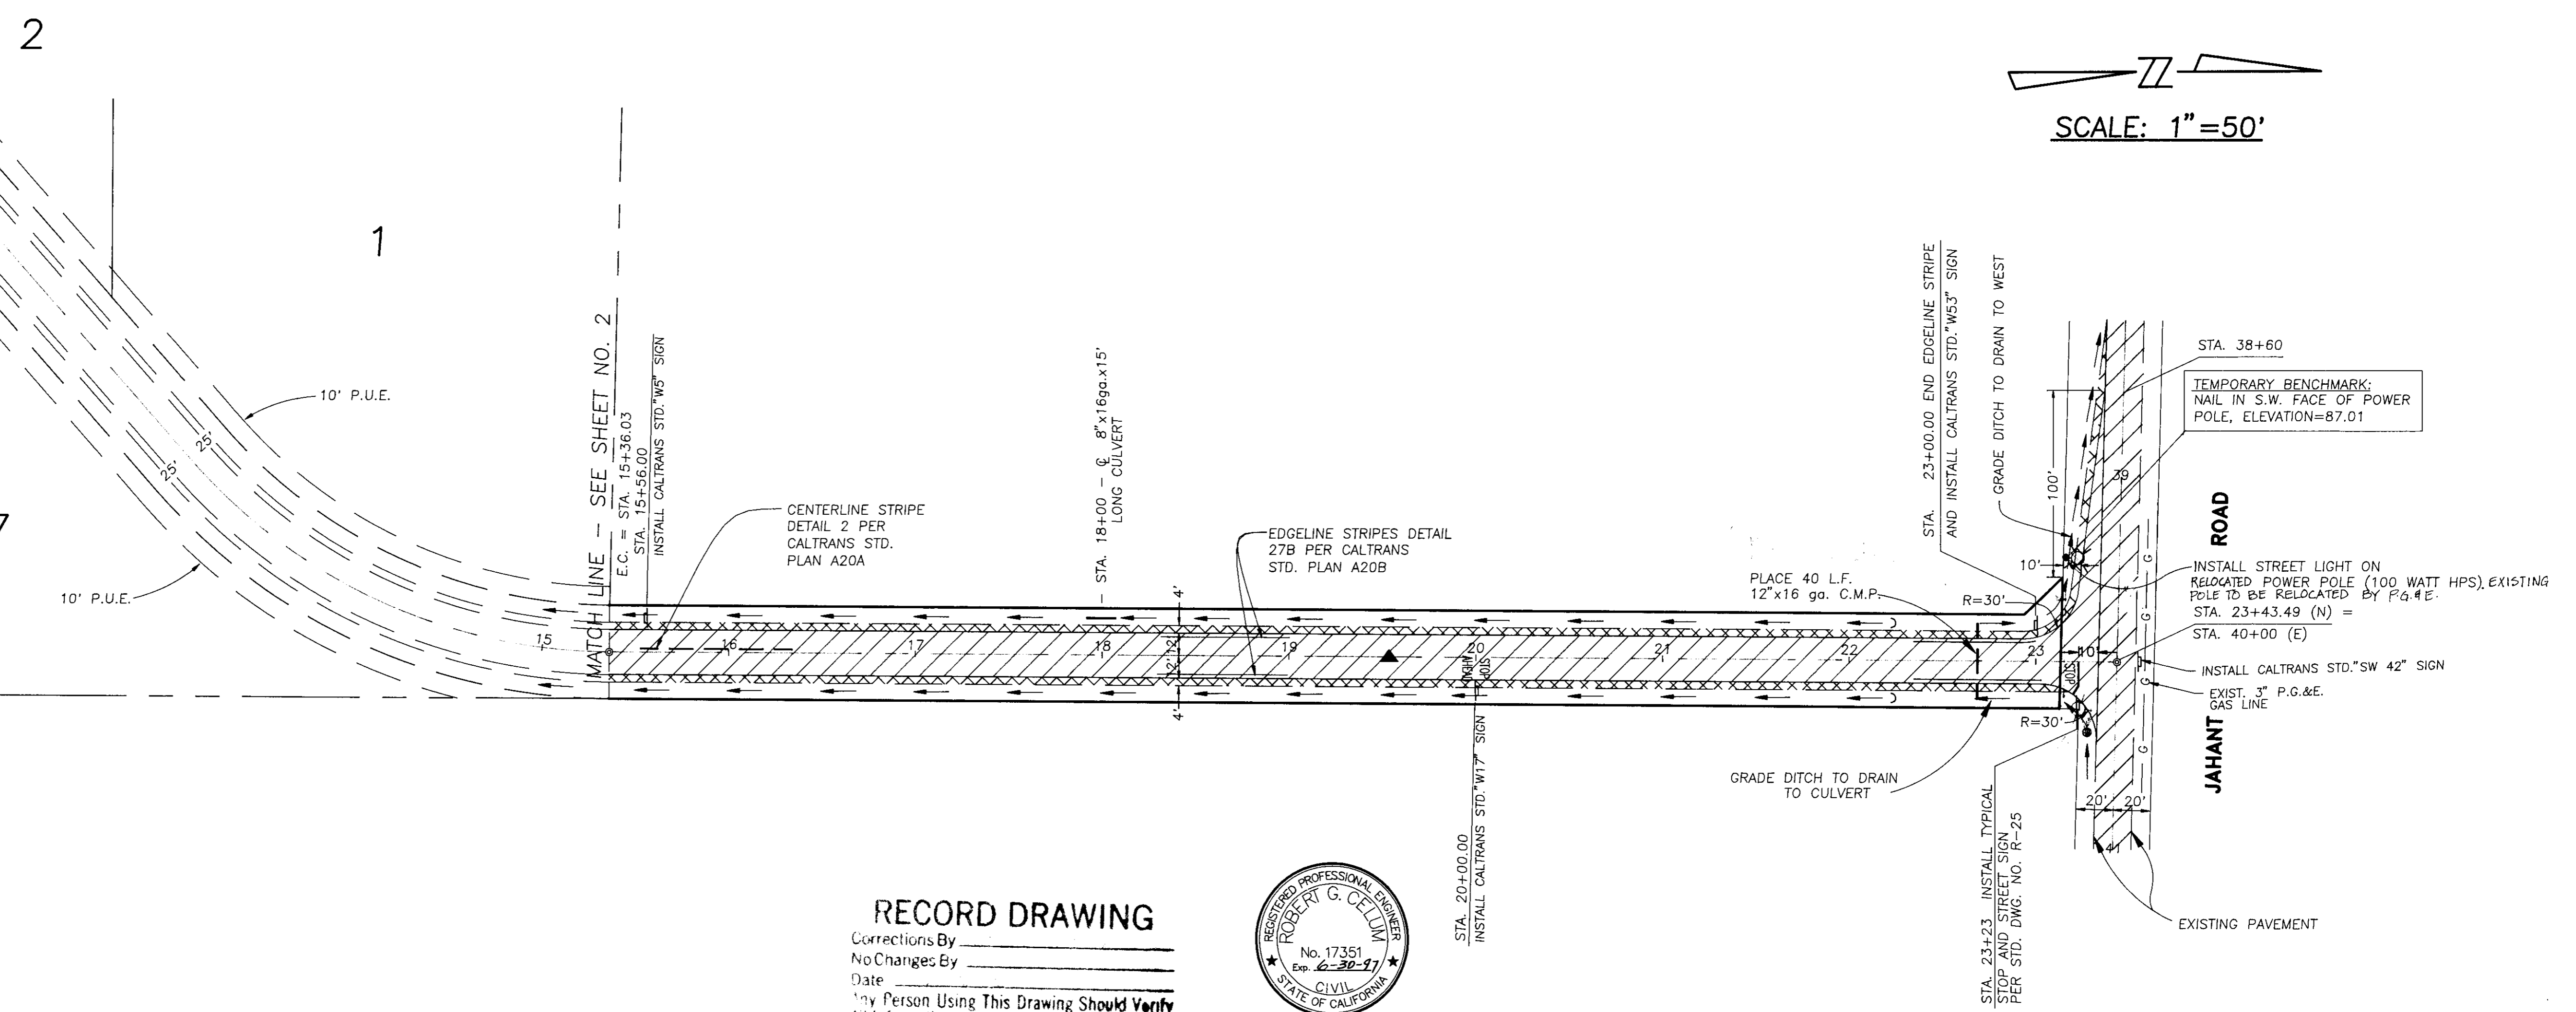 2
SCALE: 1"=50'
1
10' P.U.E.
25'
25'
10' P.U.E.
7
MATCH LINE - SEE SHEET NO. 2
E.C. = STA. 15+36.03
STA. 15+56.00
INSTALL CALTRANS STD."W5" SIGN
CENTERLINE STRIPE
DETAIL 2 PER
CALTRANS STD.
PLAN A20A
STA. 18+00 - ℄ 8"x16ga.x15'
LONG CULVERT
EDGELINE STRIPES DETAIL
27B PER CALTRANS
STD. PLAN A20B
4'
12'
12'
4'
15
16
17
18
19
20
21
22
23
AHEAD
STOP
STA. 20+00.00
INSTALL CALTRANS STD."W17" SIGN
PLACE 40 L.F.
12"x16 ga. C.M.P.
STA. 23+00.00 END EDGELINE STRIPE
AND INSTALL CALTRANS STD."W53" SIGN
GRADE DITCH TO DRAIN TO WEST
100'
10'
R=30'
10'
STOP
R=30'
GRADE DITCH TO DRAIN
TO CULVERT
STA. 23+23 INSTALL TYPICAL
STOP AND STREET SIGN
PER STD. DWG. NO. R-25
STA. 38+60
TEMPORARY BENCHMARK:
NAIL IN S.W. FACE OF POWER
POLE, ELEVATION=87.01
39
JAHANT ROAD
INSTALL STREET LIGHT ON
RELOCATED POWER POLE (100 WATT HPS), EXISTING
POLE TO BE RELOCATED BY P.G.&E.
STA. 23+43.49 (N) =
STA. 40+00 (E)
INSTALL CALTRANS STD."SW 42" SIGN
EXIST. 3" P.G.&E.
GAS LINE
G
G
G
G
G
20'
20'
41
EXISTING PAVEMENT
RECORD DRAWING
Corrections By
No Changes By
Date
Any Person Using This Drawing Should Verify
REGISTERED PROFESSIONAL ENGINEER
ROBERT G. CELUM
No. 17351
Exp. 6-30-97
CIVIL
STATE OF CALIFORNIA